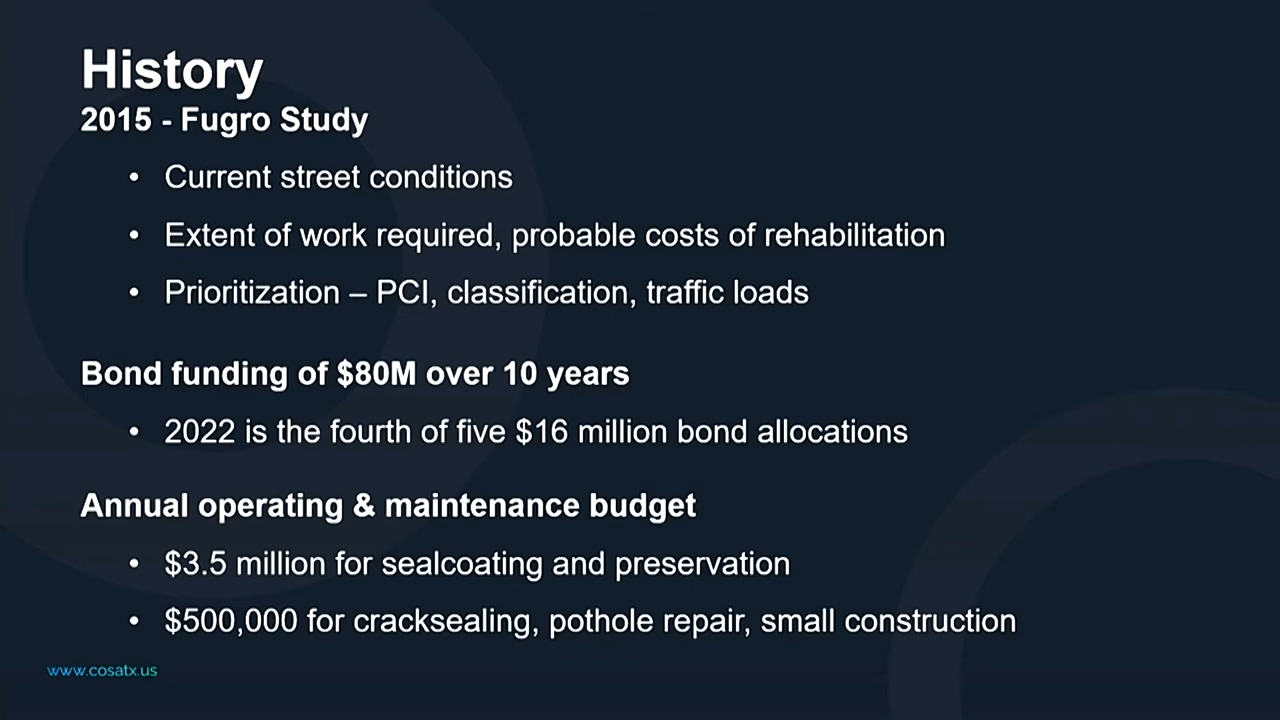 History
2015 - Fugro Study
• Current street conditions
• Extent of work required, probable costs of rehabilitation
• Prioritization – PCI, classification, traffic loads
Bond funding of $80M over 10 years
• 2022 is the fourth of five $16 million bond allocations
Annual operating & maintenance budget
• $3.5 million for sealcoating and preservation
• $500,000 for cracksealing, pothole repair, small construction
www.cosatx.us